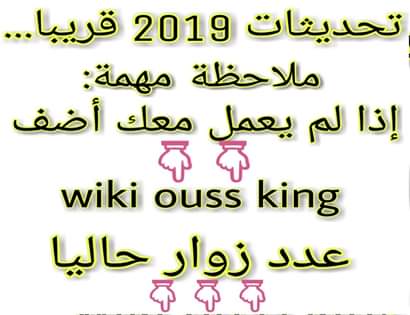 تحديثات 2019 قريبا...
ملاحظة مهمة:
إذا لم يعمل معك أضف
wiki ouss king
عدد زوار حاليا